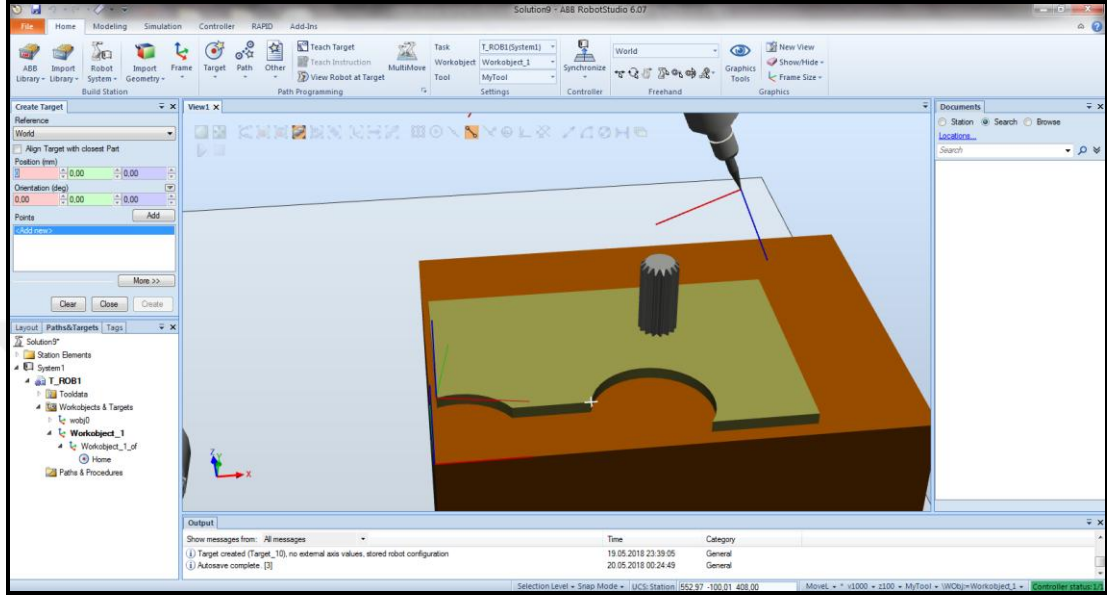 Solution9 - ABB RobotStudio 6.07
File Home Modeling Simulation Controller RAPID Add-Ins
ABB Library Import Library Robot System Import Geometry Frame
Build Station
Target Path Other
Teach Target
Teach Instruction
View Robot at Target
MultiMove
Path Programming
Task T_ROB1(System1)
Workobject Workobject_1
Tool MyTool
Settings
Synchronize
Controller
World
Freehand
Graphics Tools
New View
Show/Hide
Frame Size
Graphics
Create Target
Reference
World
Align Target with closest Part
Position (mm)
0,00 0,00
Orientation (deg)
0,00 0,00 0,00
Points Add
<Add new>
More >>
Clear Close Create
Layout Paths&Targets Tags
Solution9*
Station Elements
System1
T_ROB1
Tooldata
Workobjects & Targets
wobj0
Workobject_1
Workobject_1_of
Home
Paths & Procedures
View1
Z
Y
X
Documents
Station Search Browse
Locations...
Search
Output
Show messages from: All messages Time Category
Target created (Target_10), no external axis values, stored robot configuration 19.05.2018 23:39:05 General
Autosave complete. [3] 20.05.2018 00:24:49 General
Selection Level Snap Mode UCS: Station 552,97 -100,01 408,00 MoveL * v1000 z100 MyTool \WObj:=Workobject_1 Controller status: 1/1